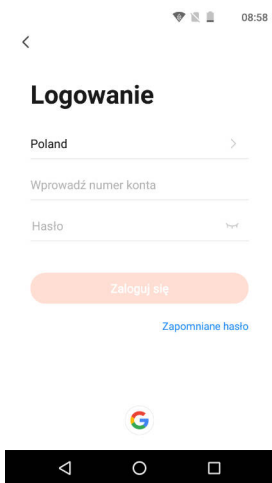 08:58
Logowanie
Poland
Wprowadź numer konta
Hasło
Zaloguj się
Zapomniane hasło